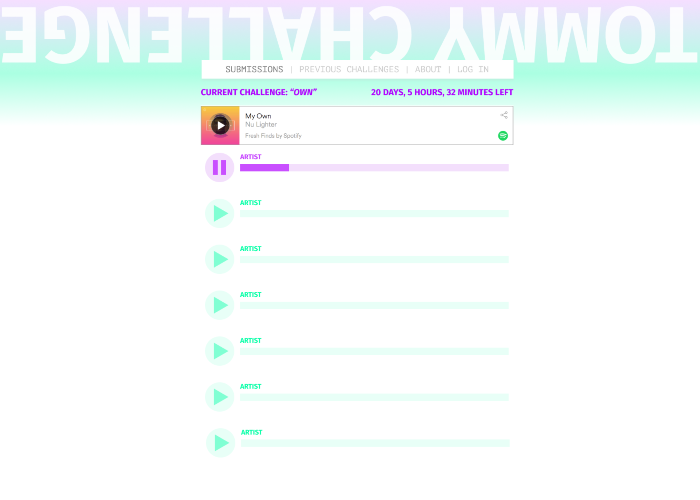 TOMMY CHALLENGE
SUBMISSIONS | PREVIOUS CHALLENGES | ABOUT | LOG IN
CURRENT CHALLENGE: “OWN” 20 DAYS, 5 HOURS, 32 MINUTES LEFT
My Own
Nu Lighter
Fresh Finds by Spotify
ARTIST
ARTIST
ARTIST
ARTIST
ARTIST
ARTIST
ARTIST